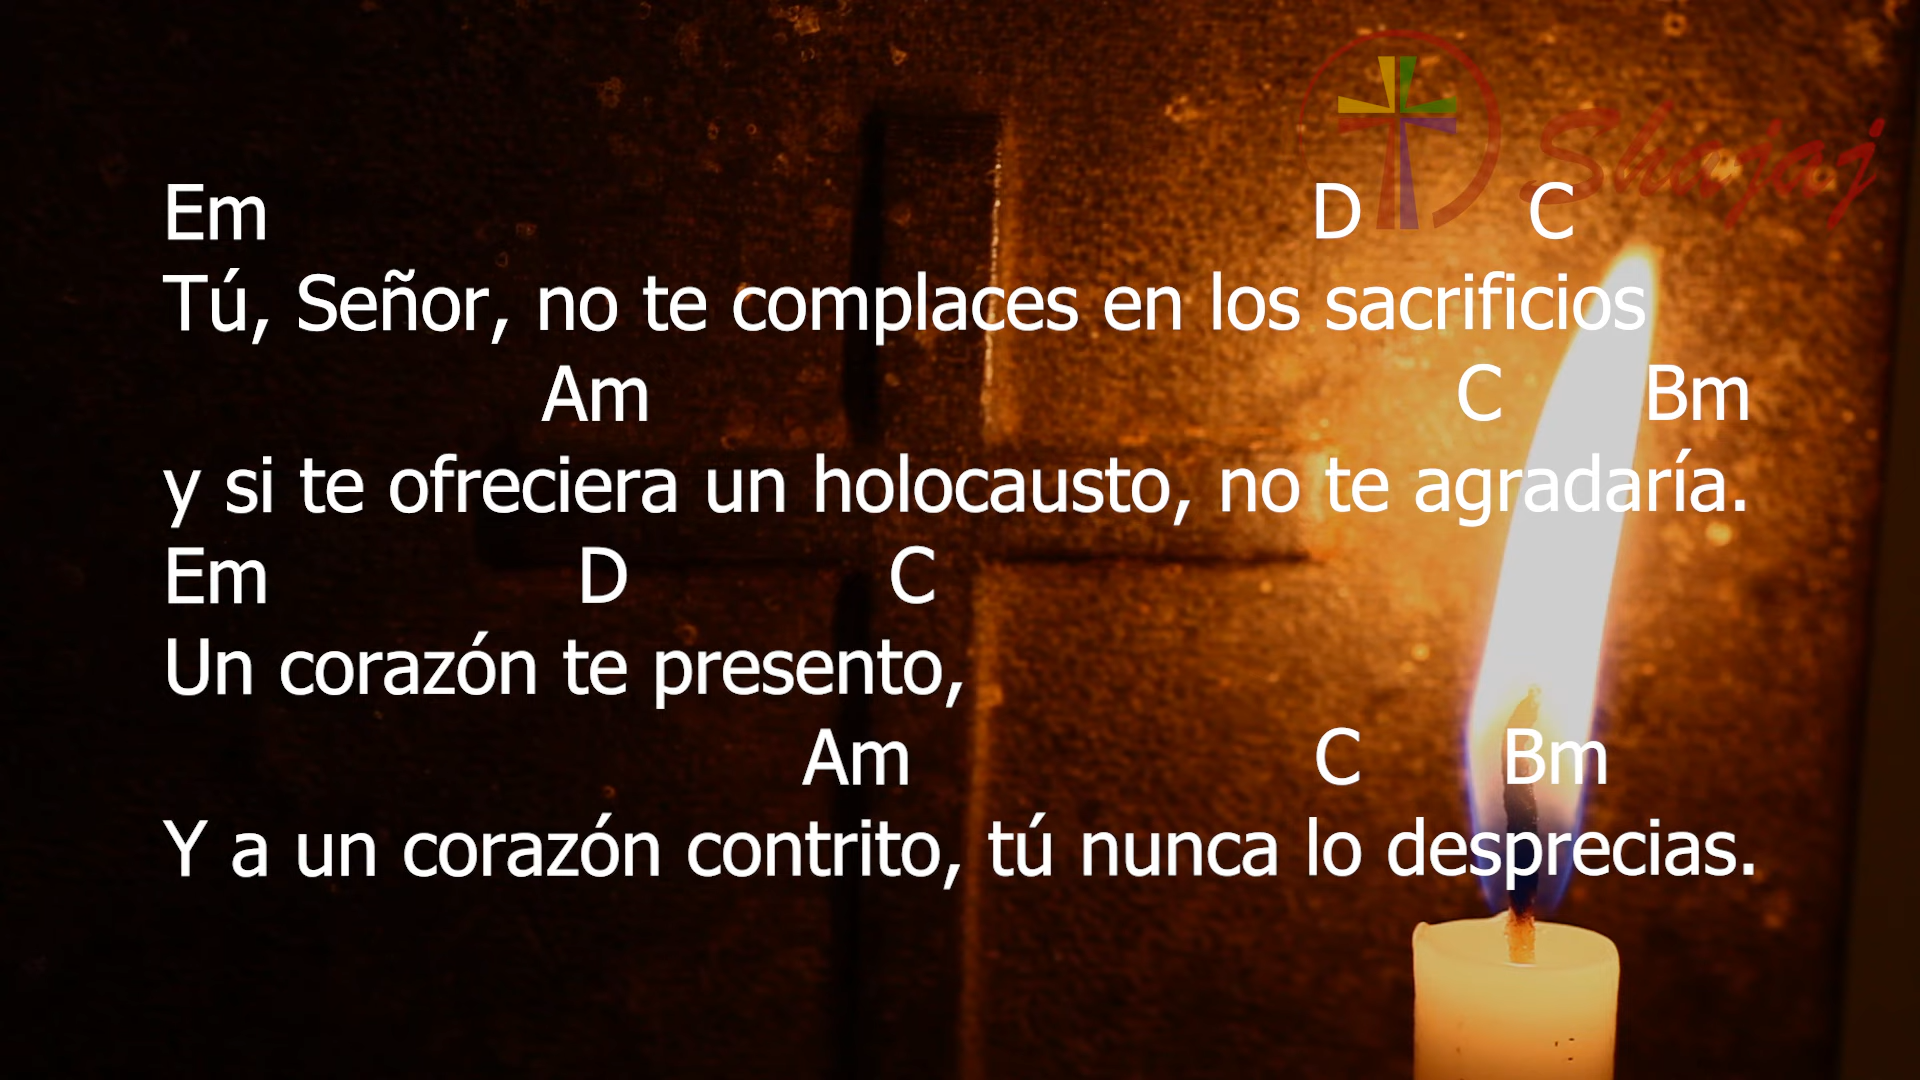 Shajaj
Em D C
Tú, Señor, no te complaces en los sacrificios
Am C Bm
y si te ofreciera un holocausto, no te agradaría.
Em D C
Un corazón te presento,
Am C Bm
Y a un corazón contrito, tú nunca lo desprecias.